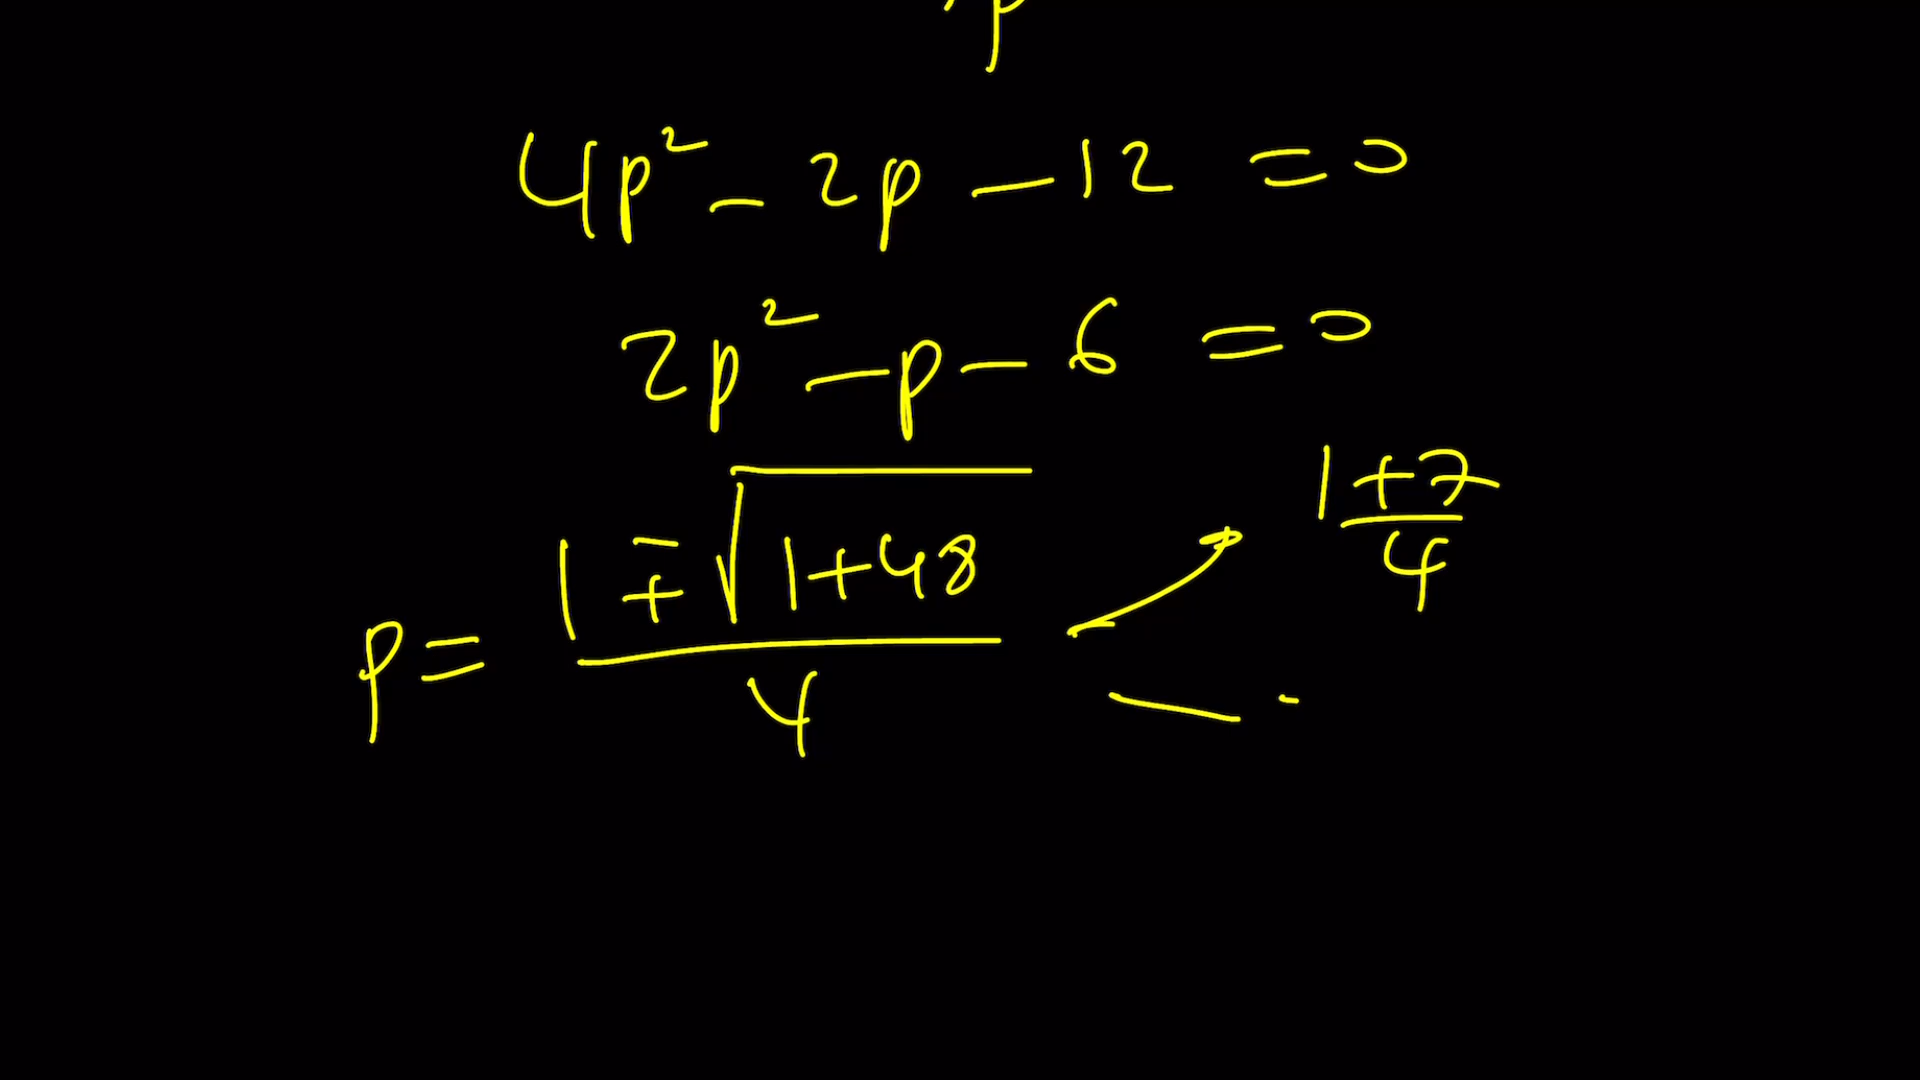 p
4p² - 2p - 12 = 0
2p² - p - 6 = 0
p = (1 ∓ √(1+48)) / 4
(1+7) / 4